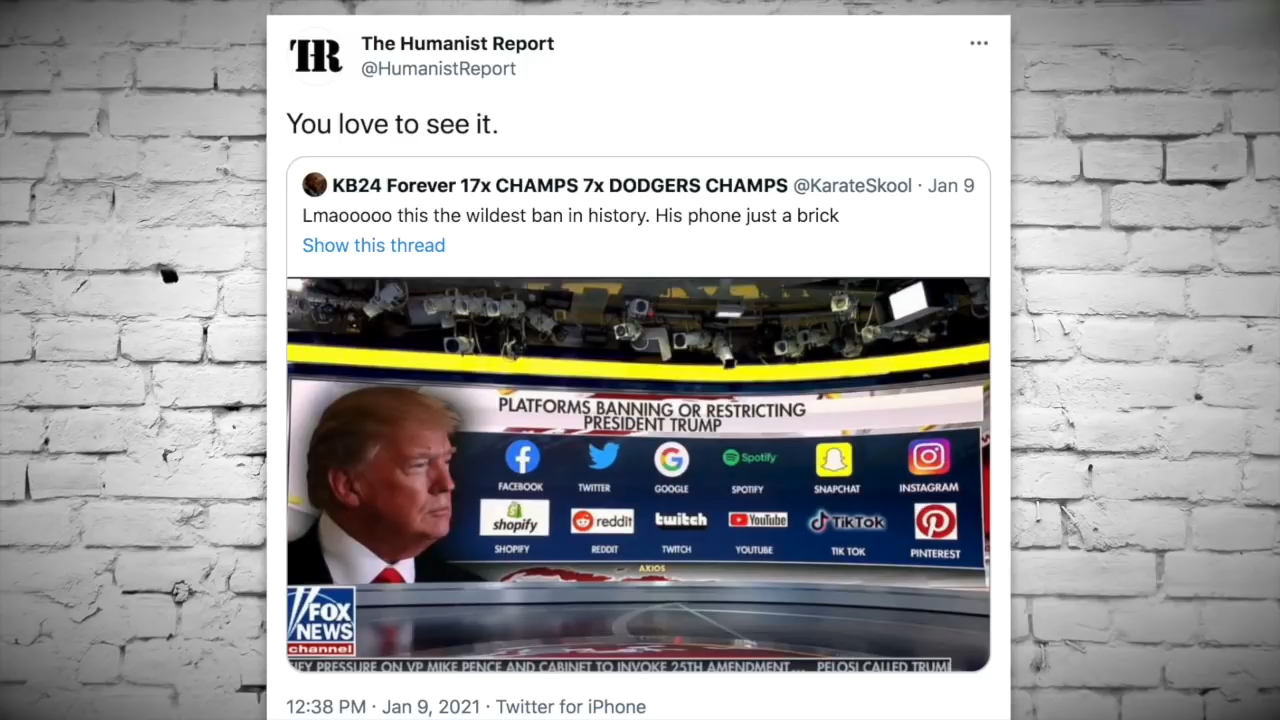 THR
The Humanist Report
@HumanistReport
You love to see it.
KB24 Forever 17x CHAMPS 7x DODGERS CHAMPS @KarateSkool · Jan 9
Lmaooooo this the wildest ban in history. His phone just a brick
Show this thread
PLATFORMS BANNING OR RESTRICTING
PRESIDENT TRUMP
Spotify
FACEBOOK TWITTER GOOGLE SPOTIFY SNAPCHAT INSTAGRAM
shopify reddit twitch YouTube TikTok
SHOPIFY REDDIT TWITCH YOUTUBE TIK TOK PINTEREST
AXIOS
FOX
NEWS
channel
PRESSURE ON VP MIKE PENCE AND CABINET TO INVOKE 25TH AMENDMENT... PELOSI CALLED
12:38 PM · Jan 9, 2021 · Twitter for iPhone